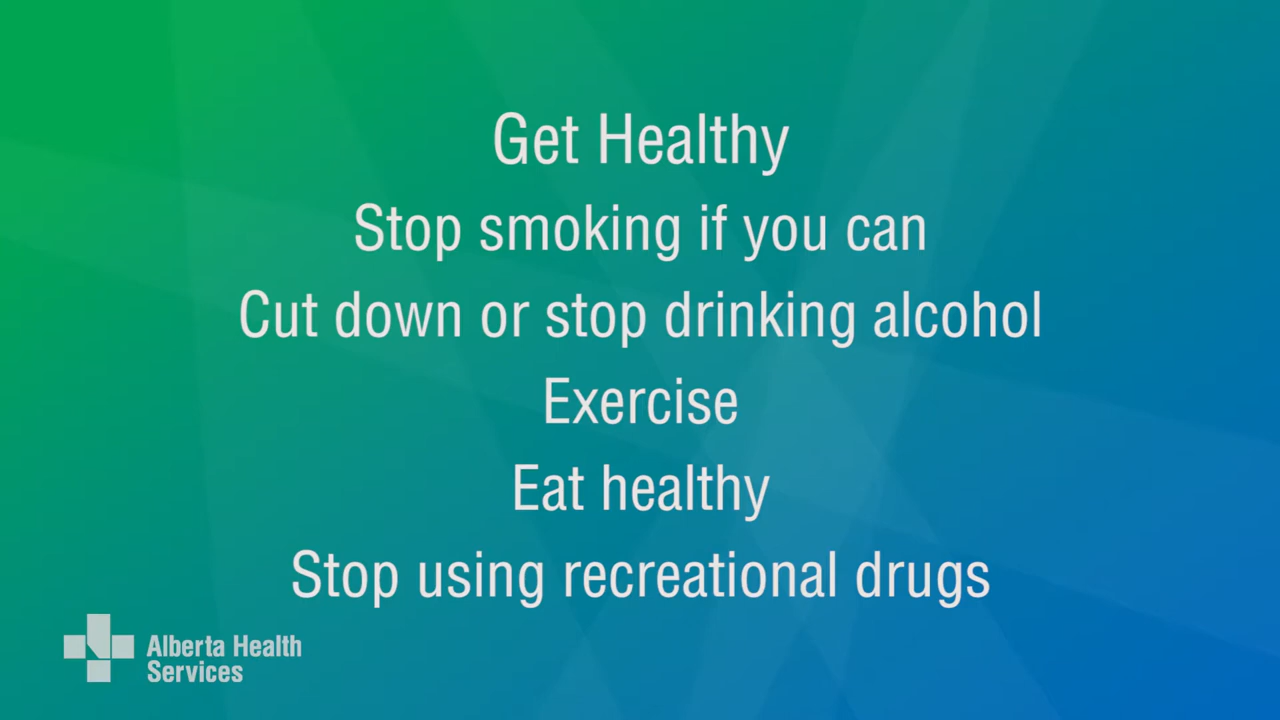 Get Healthy
Stop smoking if you can
Cut down or stop drinking alcohol
Exercise
Eat healthy
Stop using recreational drugs
Alberta Health
Services